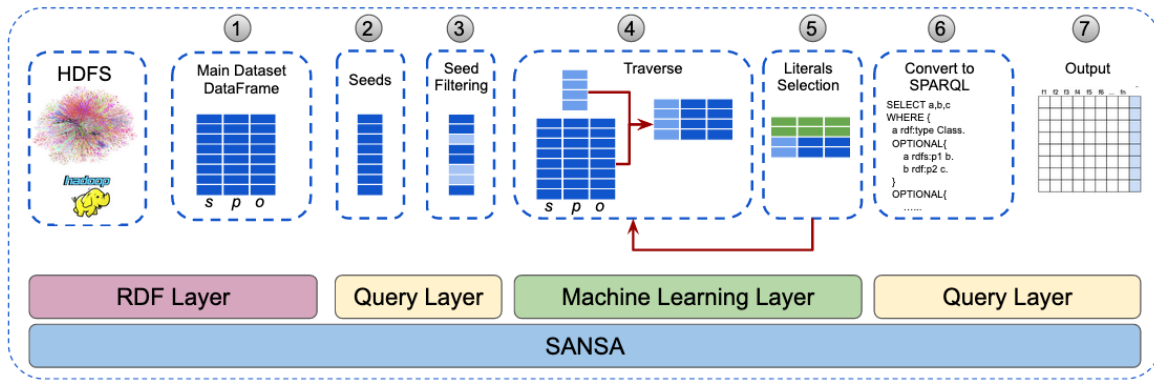 1
2
3
4
5
6
7
HDFS
hadoop
Main Dataset
DataFrame
s p o
Seeds
Seed
Filtering
Traverse
s p o
Literals
Selection
Convert to
SPARQL
SELECT a,b,c
WHERE {
a rdf:type Class.
OPTIONAL{
a rdfs:p1 b.
b rdf:p2 c.
}
OPTIONAL{
......
Output
f1 f2 f3 f4 f5 f6 ... fn
RDF Layer
Query Layer
Machine Learning Layer
Query Layer
SANSA